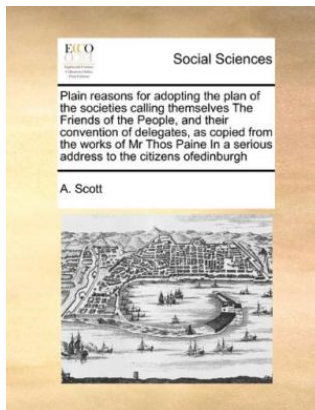 ECCO
Social Sciences
Plain reasons for adopting the plan of
the societies calling themselves The
Friends of the People, and their
convention of delegates, as copied from
the works of Mr Thos Paine In a serious
address to the citizens ofedinburgh
A. Scott